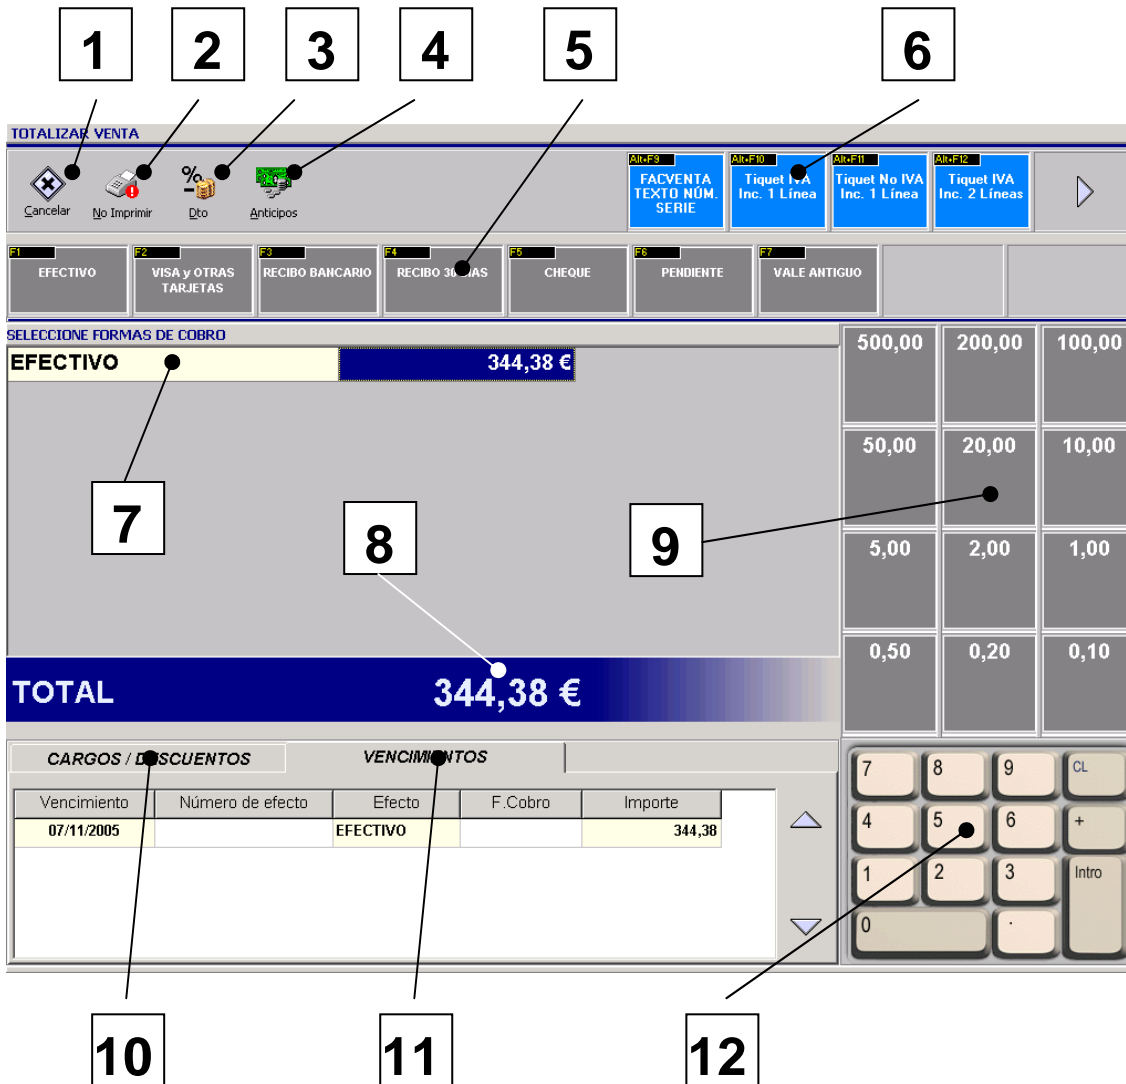 1 2 3 4 5 6
TOTALIZAR VENTA
Cancelar No Imprimir Dto Anticipos
Alt+F9 Alt+F10 Alt+F11 Alt+F12
FACVENTA Tiquet IVA Tiquet No IVA Tiquet IVA
TEXTO NÚM. Inc. 1 Línea Inc. 1 Línea Inc. 2 Líneas
SERIE
F1 F2 F3 F4 F5 F6 F7
EFECTIVO VISA y OTRAS RECIBO BANCARIO RECIBO 30 DIAS CHEQUE PENDIENTE VALE ANTIGUO
TARJETAS
SELECCIONE FORMAS DE COBRO
EFECTIVO 344,38 €
500,00 200,00 100,00
50,00 20,00 10,00
7 8 9
5,00 2,00 1,00
0,50 0,20 0,10
TOTAL 344,38 €
CARGOS / DESCUENTOS VENCIMIENTOS
Vencimiento Número de efecto Efecto F.Cobro Importe
07/11/2005 EFECTIVO 344,38
7 8 9 CL
4 5 6 +
1 2 3 Intro
0 .
10 11 12